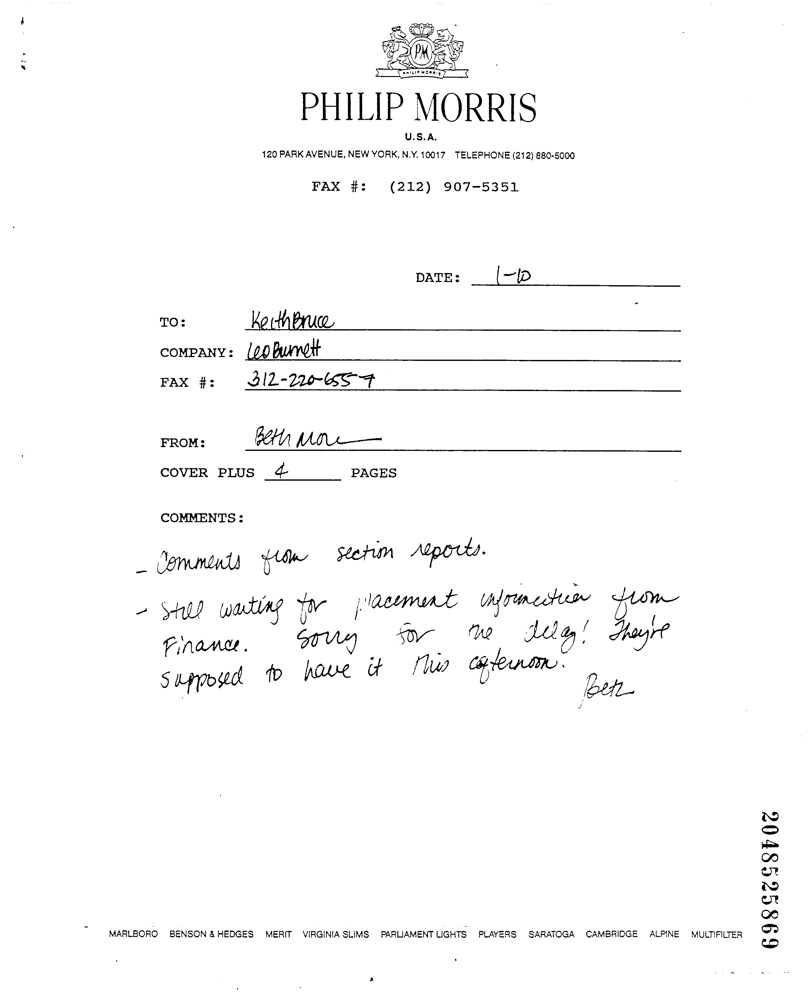 PM
PHILIP MORRIS
PHILIP MORRIS
U.S.A.
120 PARK AVENUE, NEW YORK, N.Y. 10017 TELEPHONE (212) 880-5000
FAX #: (212) 907-5351
DATE: 1-10
TO: Keith Bruce
COMPANY: Leo Burnett
FAX #: 312-220-6557
FROM: Beth
COVER PLUS 4 PAGES
COMMENTS:
- Comments from section reports.
- Still waiting for placement information from
Finance. Sorry for the delay! They're
supposed to have it this afternoon.
Beth
2048525869
MARLBORO BENSON & HEDGES MERIT VIRGINIA SLIMS PARLIAMENT LIGHTS PLAYERS SARATOGA CAMBRIDGE ALPINE MULTIFILTER